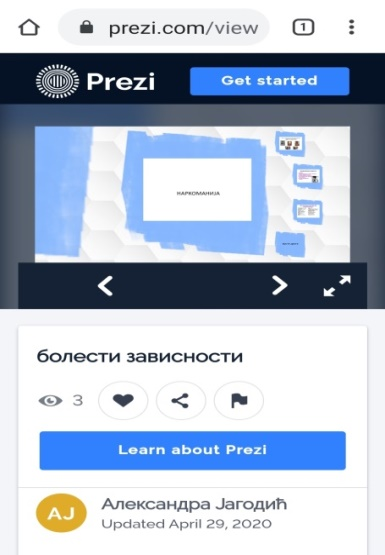 prezi.com/view
1
Prezi
Get started
НАРКОМАНИЈА
болести зависности
3
Learn about Prezi
AJ
Александра Јагодић
Updated April 29, 2020